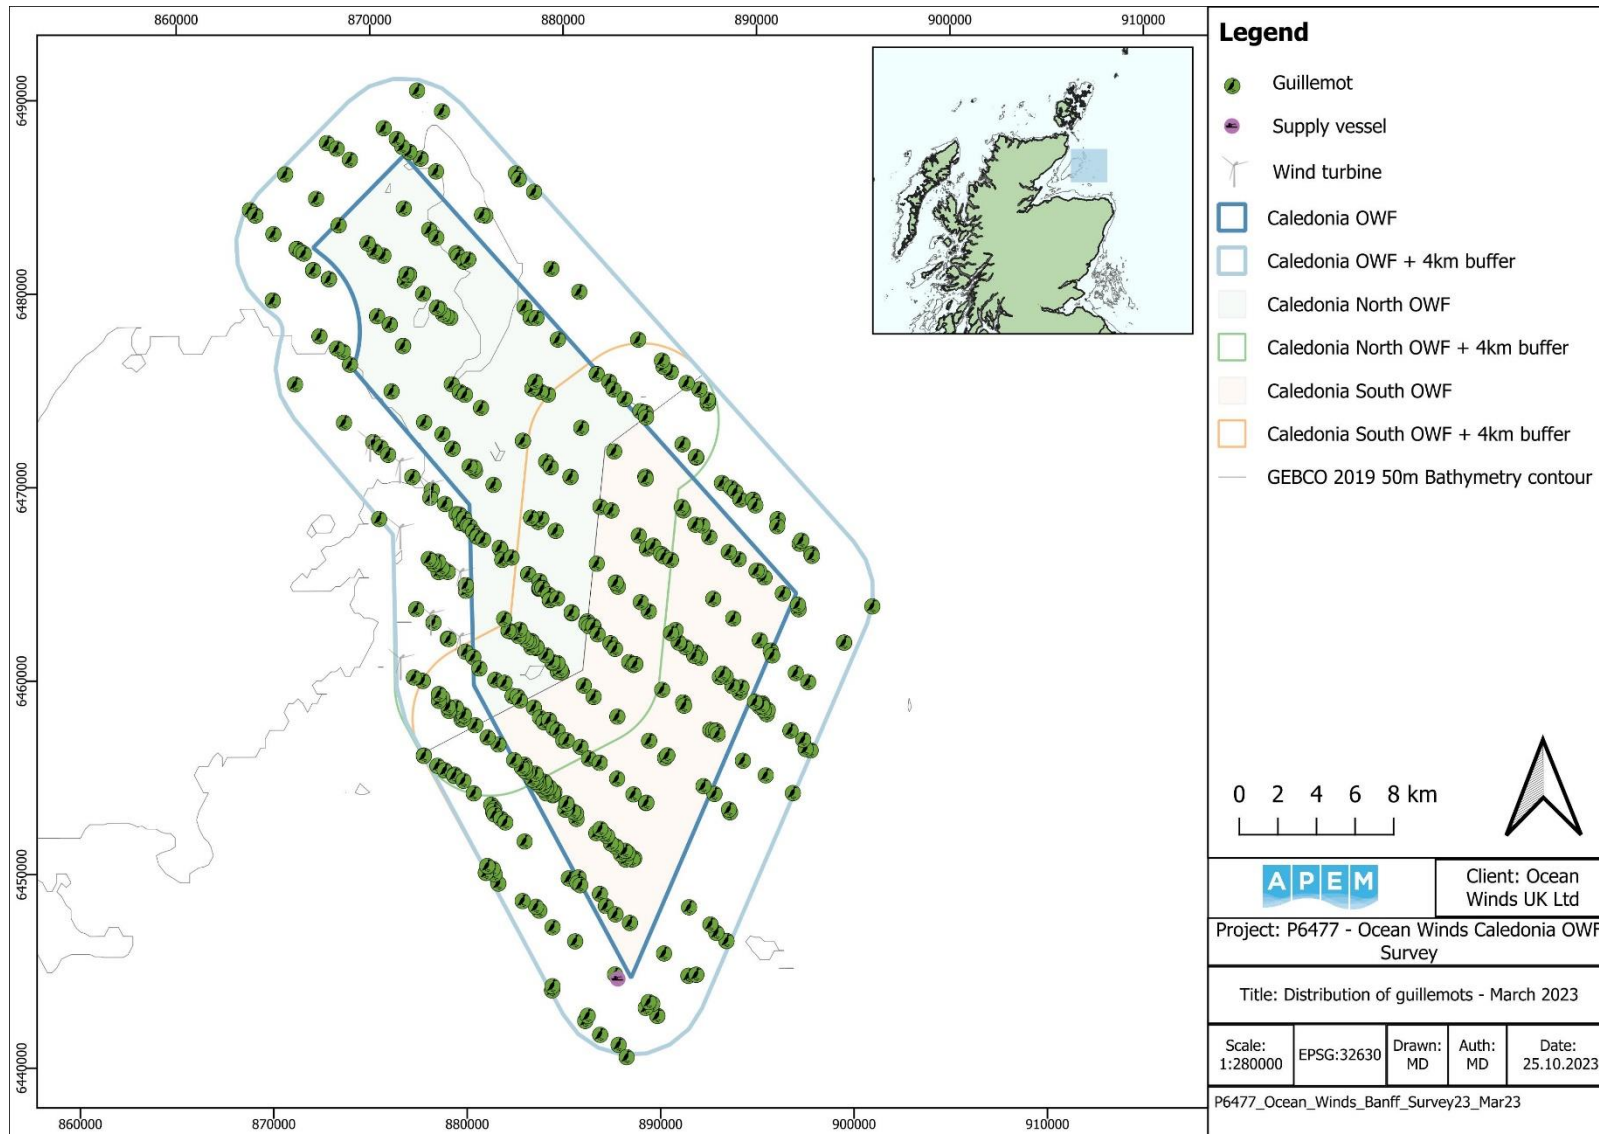 860000 870000 880000 890000 900000 910000
6490000
6480000
6470000
6460000
6450000
6440000
860000 870000 880000 890000 900000 910000
Legend
Guillemot
Supply vessel
Wind turbine
Caledonia OWF
Caledonia OWF + 4km buffer
Caledonia North OWF
Caledonia North OWF + 4km buffer
Caledonia South OWF
Caledonia South OWF + 4km buffer
GEBCO 2019 50m Bathymetry contour
0 2 4 6 8 km
APEM
Client: Ocean
Winds UK Ltd
Project: P6477 - Ocean Winds Caledonia OWF
Survey
Title: Distribution of guillemots - March 2023
Scale:
1:280000
EPSG:32630
Drawn:
MD
Auth:
MD
Date:
25.10.2023
P6477_Ocean_Winds_Banff_Survey23_Mar23